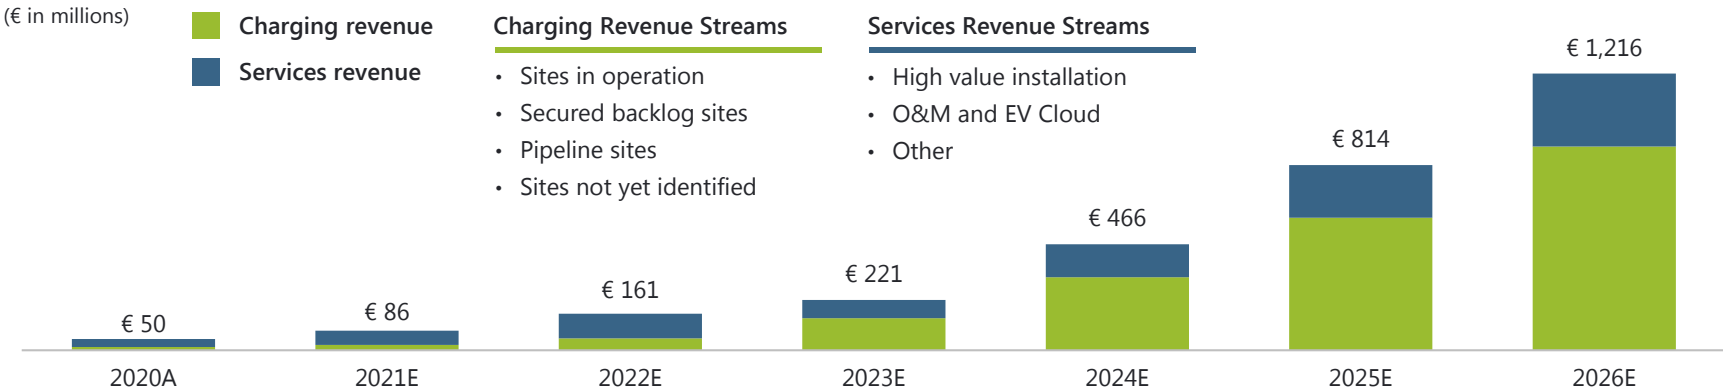 (€ in millions)
Charging revenue
Services revenue
Charging Revenue Streams
• Sites in operation
• Secured backlog sites
• Pipeline sites
• Sites not yet identified
Services Revenue Streams
• High value installation
• O&M and EV Cloud
• Other
€ 50
€ 86
€ 161
€ 221
€ 466
€ 814
€ 1,216
2020A
2021E
2022E
2023E
2024E
2025E
2026E